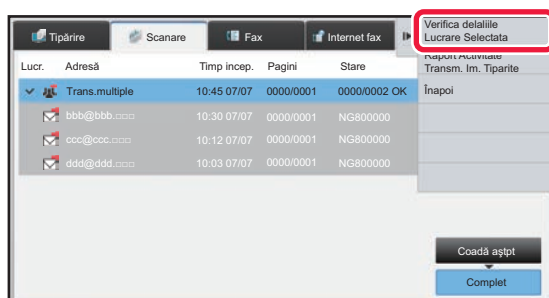 Tipărire Scanare Fax Internet fax
Verifica delaliile
Lucrare Selectata
Raport Activitate
Transm. Im. Tiparite
Înapoi
Lucr. Adresă Timp incep. Pagini Stare
Trans.multiple 10:45 07/07 0000/0001 0000/0002 OK
bbb@bbb.□□□ 10:30 07/07 0000/0001 NG800000
ccc@ccc.□□□ 10:12 07/07 0000/0001 NG800000
ddd@ddd.□□□ 10:03 07/07 0000/0001 NG800000
Coadă aştpt
Complet